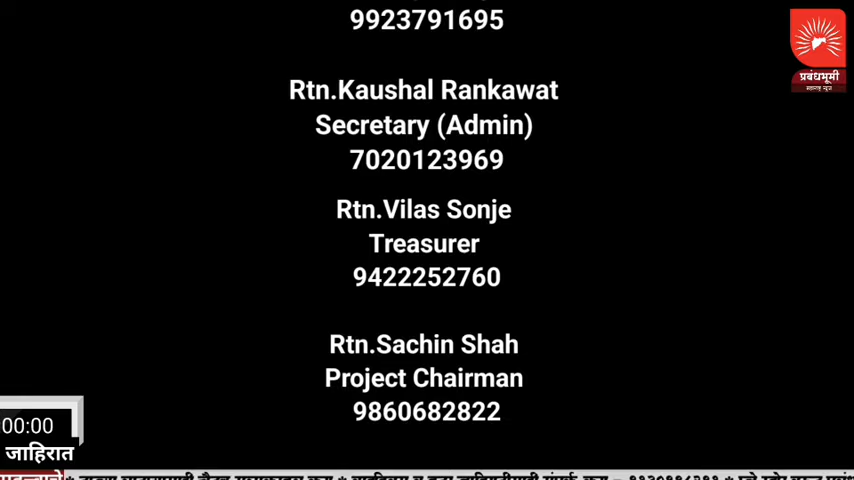 9923791695
Rtn.Kaushal Rankawat
Secretary (Admin)
7020123969
Rtn.Vilas Sonje
Treasurer
9422252760
Rtn.Sachin Shah
Project Chairman
9860682822
प्रबंधभूमी
महाराष्ट्र न्यूज
00:00
जाहिरात